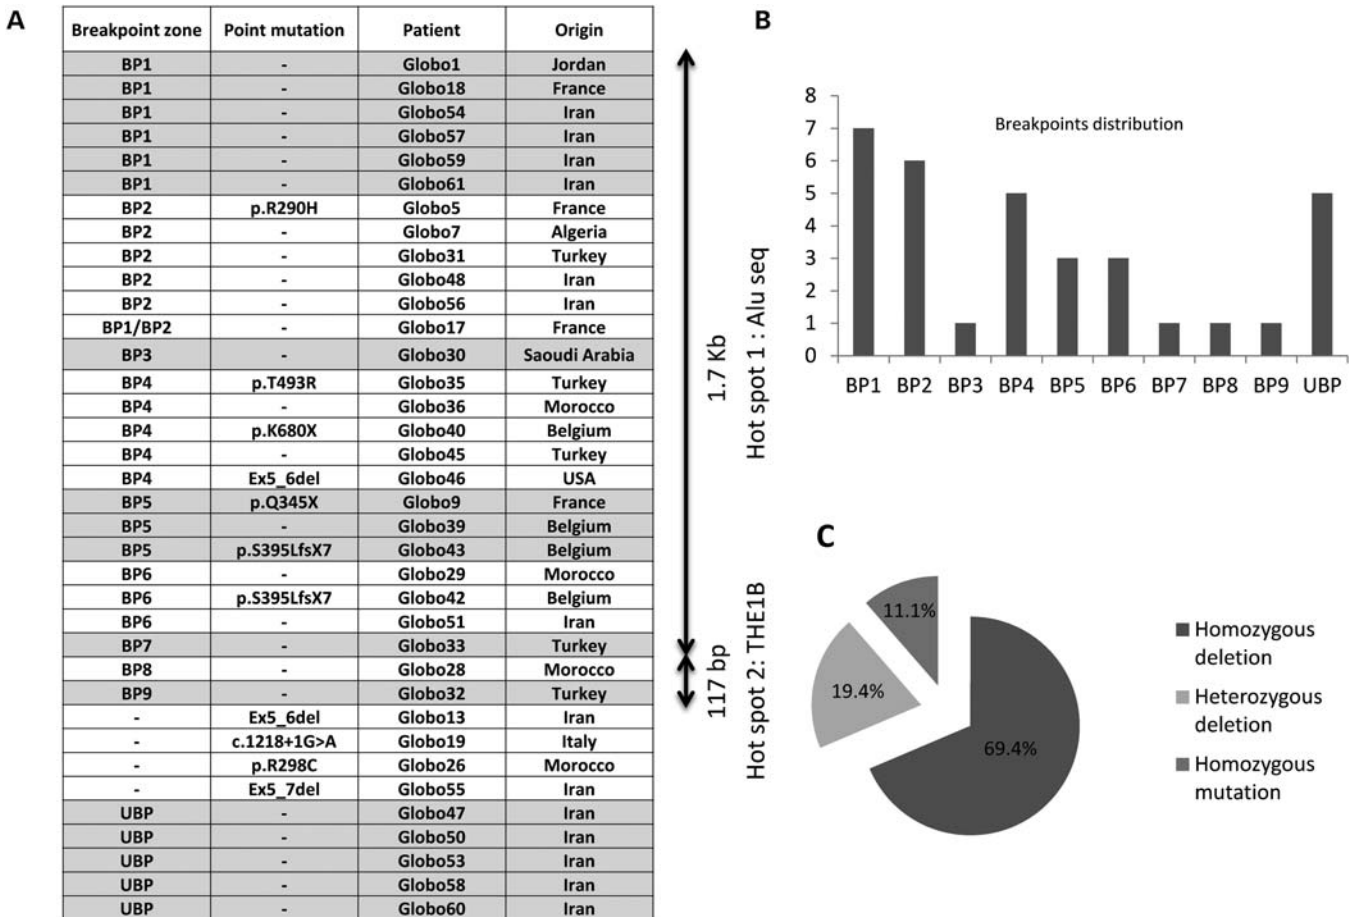 A
Breakpoint zone Point mutation Patient Origin
BP1 - Globo1 Jordan
BP1 - Globo18 France
BP1 - Globo54 Iran
BP1 - Globo57 Iran
BP1 - Globo59 Iran
BP1 - Globo61 Iran
BP2 p.R290H Globo5 France
BP2 - Globo7 Algeria
BP2 - Globo31 Turkey
BP2 - Globo48 Iran
BP2 - Globo56 Iran
BP1/BP2 - Globo17 France
BP3 - Globo30 Saoudi Arabia
BP4 p.T493R Globo35 Turkey
BP4 - Globo36 Morocco
BP4 p.K680X Globo40 Belgium
BP4 - Globo45 Turkey
BP4 Ex5_6del Globo46 USA
BP5 p.Q345X Globo9 France
BP5 - Globo39 Belgium
BP5 p.S395LfsX7 Globo43 Belgium
BP6 - Globo29 Morocco
BP6 p.S395LfsX7 Globo42 Belgium
BP6 - Globo51 Iran
BP7 - Globo33 Turkey
BP8 - Globo28 Morocco
BP9 - Globo32 Turkey
- Ex5_6del Globo13 Iran
- c.1218+1G>A Globo19 Italy
- p.R298C Globo26 Morocco
- Ex5_7del Globo55 Iran
UBP - Globo47 Iran
UBP - Globo50 Iran
UBP - Globo53 Iran
UBP - Globo58 Iran
UBP - Globo60 Iran
1.7 Kb
Hot spot 1 : Alu seq
117 bp
Hot spot 2: THE1B
B
Breakpoints distribution
8
7
6
5
4
3
2
1
0
BP1 BP2 BP3 BP4 BP5 BP6 BP7 BP8 BP9 UBP
C
11.1%
19.4%
69.4%
Homozygous
deletion
Heterozygous
deletion
Homozygous
mutation